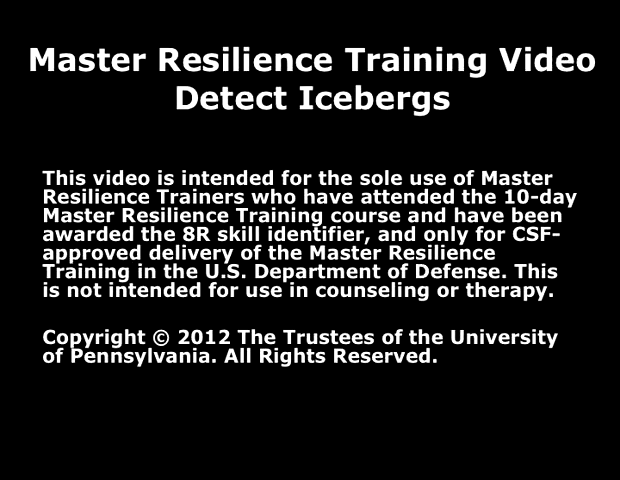 Master Resilience Training Video
Detect Icebergs
This video is intended for the sole use of Master
Resilience Trainers who have attended the 10-day
Master Resilience Training course and have been
awarded the 8R skill identifier, and only for CSF-
approved delivery of the Master Resilience
Training in the U.S. Department of Defense. This
is not intended for use in counseling or therapy.
Copyright © 2012 The Trustees of the University
of Pennsylvania. All Rights Reserved.